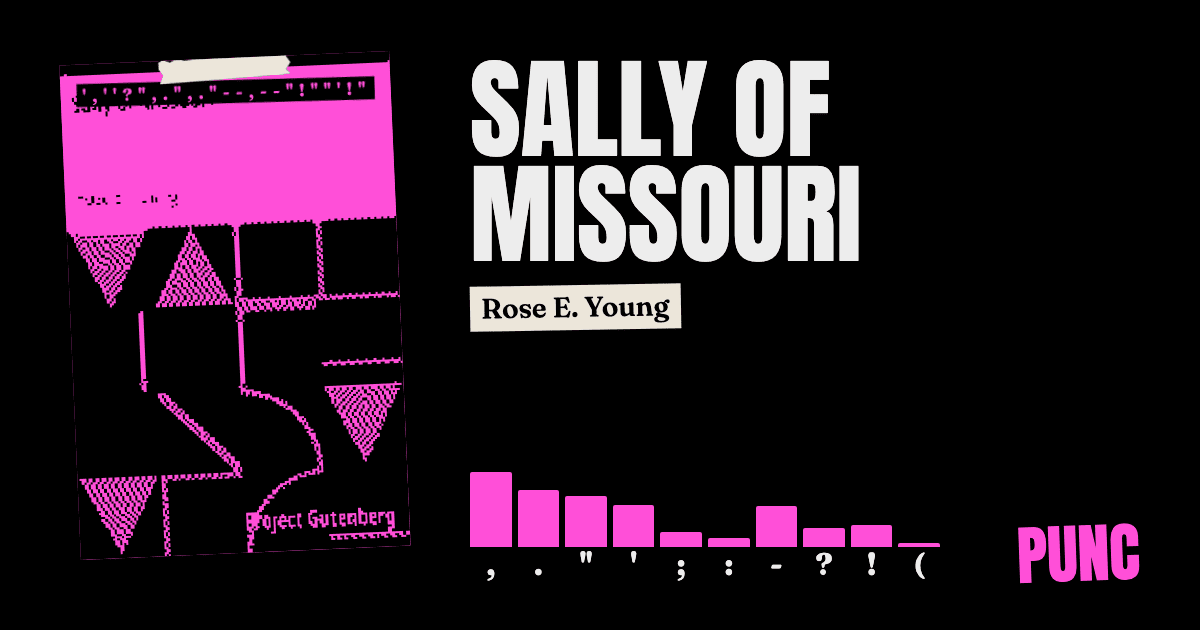 ','!'?",.",."--,--"!""'!"
SALLY OF
MISSOURI
Rose E. Young
Project Gutenberg
, . " ' ; : - ? ! (
PUNC